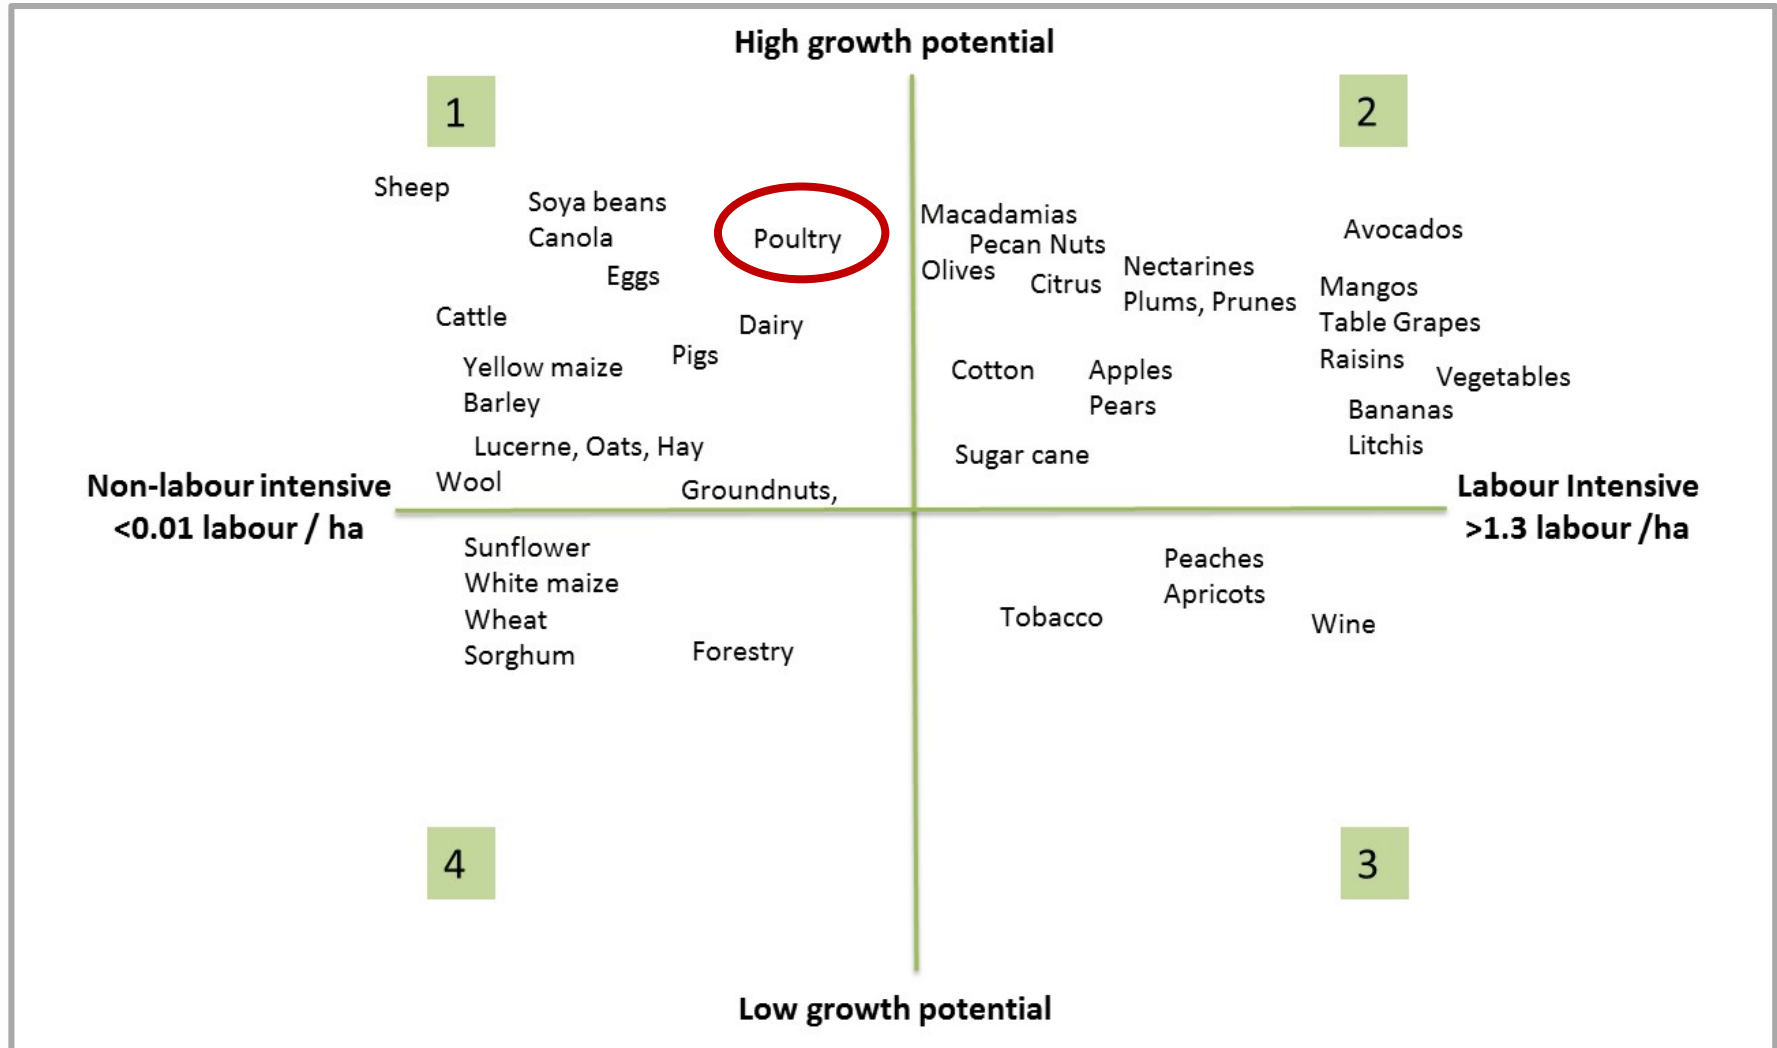 High growth potential
1
2
Sheep
Soya beans
Canola
Poultry
Eggs
Cattle
Dairy
Pigs
Yellow maize
Barley
Lucerne, Oats, Hay
Wool
Groundnuts,
Macadamias
Pecan Nuts
Olives
Citrus
Nectarines
Plums, Prunes
Avocados
Mangos
Table Grapes
Raisins
Vegetables
Cotton
Apples
Pears
Bananas
Litchis
Sugar cane
Non-labour intensive
<0.01 labour / ha
Labour Intensive
>1.3 labour /ha
Sunflower
White maize
Wheat
Sorghum
Forestry
Peaches
Apricots
Tobacco
Wine
4
3
Low growth potential